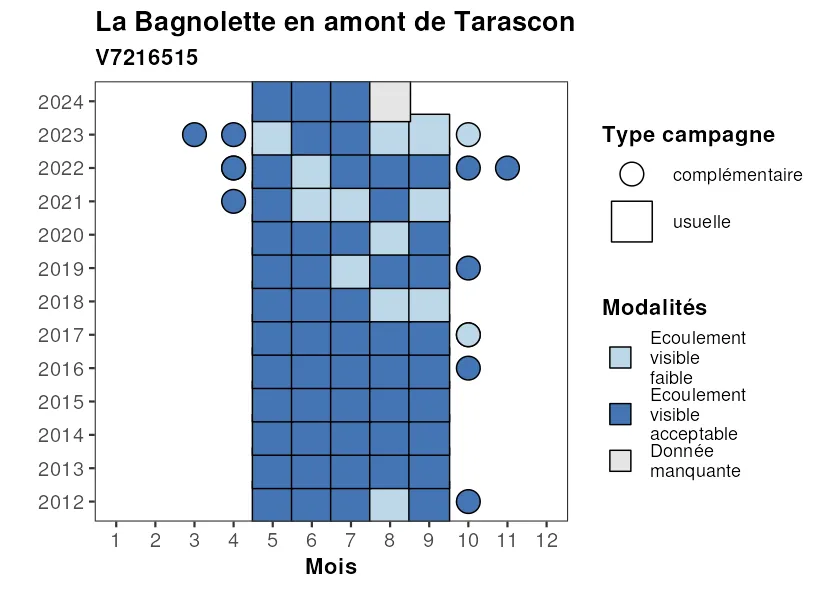 La Bagnolette en amont de Tarascon
V7216515
2024
2023
2022
2021
2020
2019
2018
2017
2016
2015
2014
2013
2012
1 2 3 4 5 6 7 8 9 10 11 12
Mois
Type campagne
complémentaire
usuelle
Modalités
Ecoulement
visible
faible
Ecoulement
visible
acceptable
Donnée
manquante